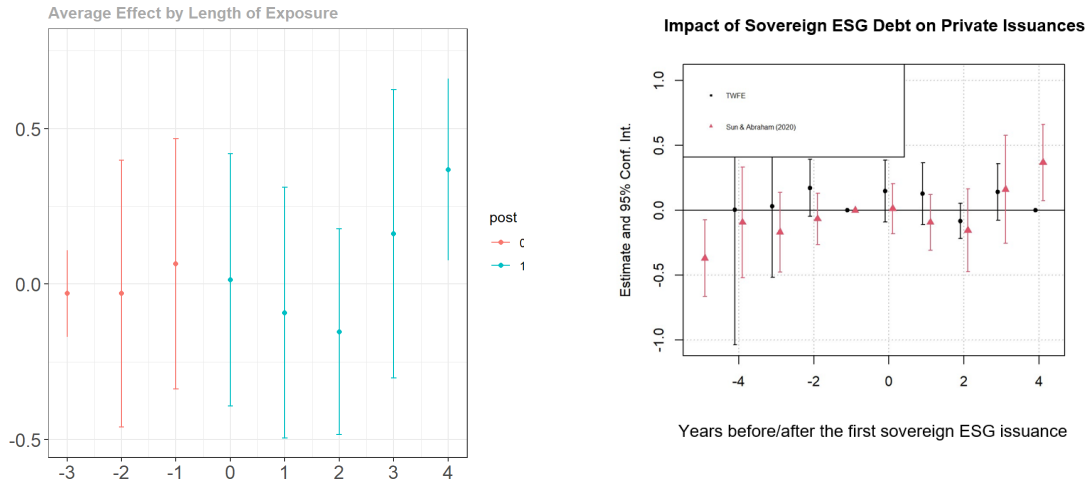 Average Effect by Length of Exposure
0.5
0.0
-0.5
-3 -2 -1 0 1 2 3 4
post
0
1
Impact of Sovereign ESG Debt on Private Issuances
Estimate and 95% Conf. Int.
1.0
0.5
0.0
-0.5
-1.0
TWFE
Sun & Abraham (2020)
-4 -2 0 2 4
Years before/after the first sovereign ESG issuance